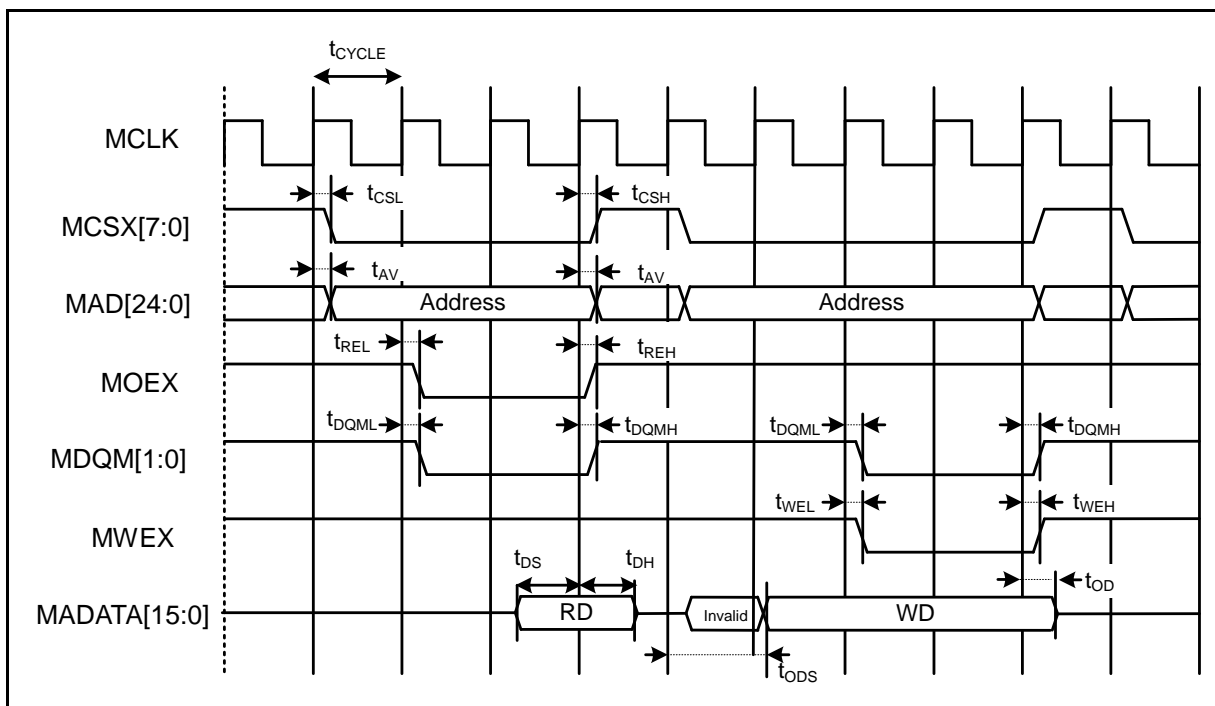 tCYCLE
MCLK
tCSL tCSH
MCSX[7:0]
tAV tAV
MAD[24:0] Address Address
tREL tREH
MOEX
tDQML tDQMH tDQML tDQMH
MDQM[1:0]
tWEL tWEH
MWEX
tDS tDH tOD
MADATA[15:0] RD Invalid WD
tODS